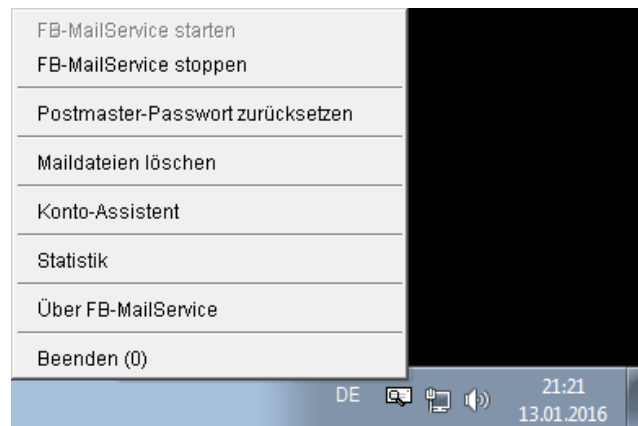 FB-MailService starten
FB-MailService stoppen
Postmaster-Passwort zurücksetzen
Maildateien löschen
Konto-Assistent
Statistik
Über FB-MailService
Beenden (0)
DE
21:21
13.01.2016